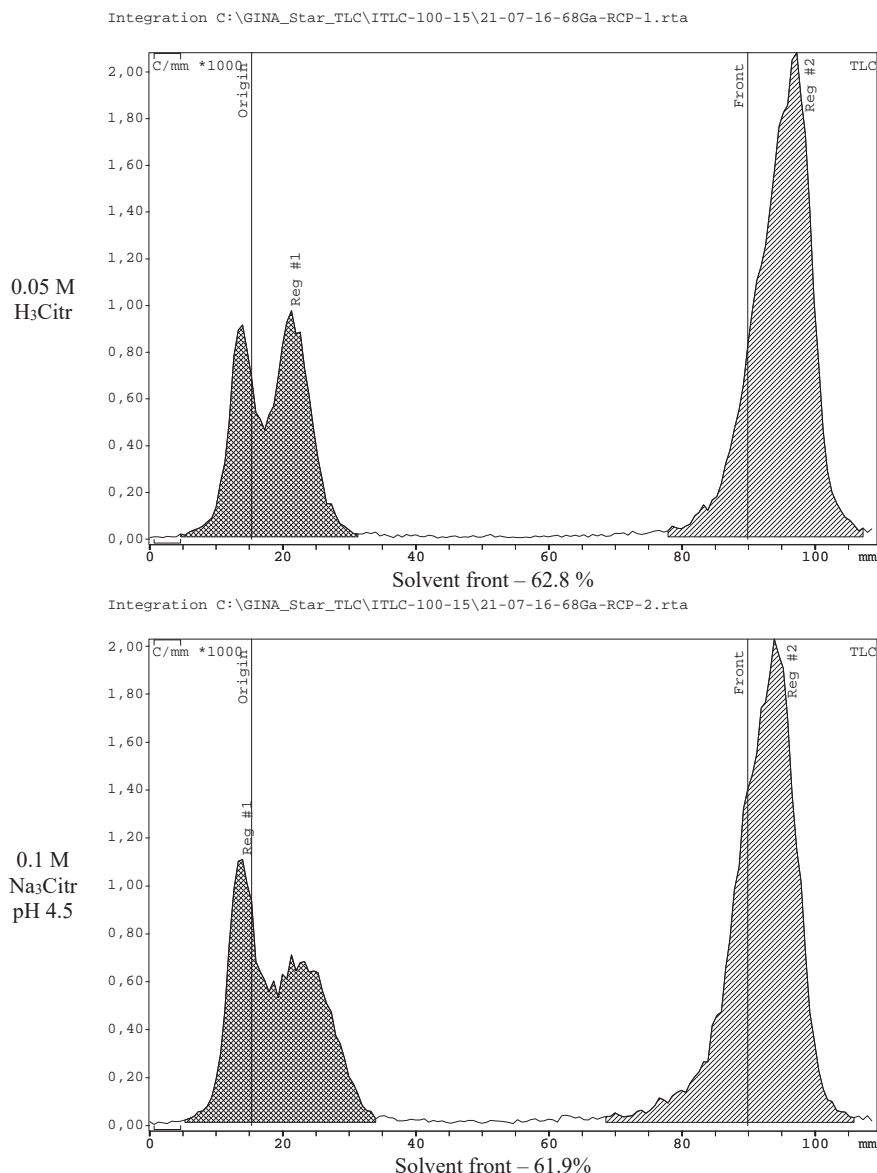 Integration C:\GINA_Star_TLC\ITLC-100-15\21-07-16-68Ga-RCP-1.rta
C/mm *1000
Origin
Reg #1
Front
Reg #2
TLC
2,00
1,80
1,60
1,40
1,20
1,00
0,80
0,60
0,40
0,20
0,00
0 20 40 60 80 100 mm
0.05 M
H₃Citr
Solvent front – 62.8 %
Integration C:\GINA_Star_TLC\ITLC-100-15\21-07-16-68Ga-RCP-2.rta
C/mm *1000
Origin
Reg #1
Front
Reg #2
TLC
2,00
1,80
1,60
1,40
1,20
1,00
0,80
0,60
0,40
0,20
0,00
0 20 40 60 80 100 mm
0.1 M
Na₃Citr
pH 4.5
Solvent front – 61.9%